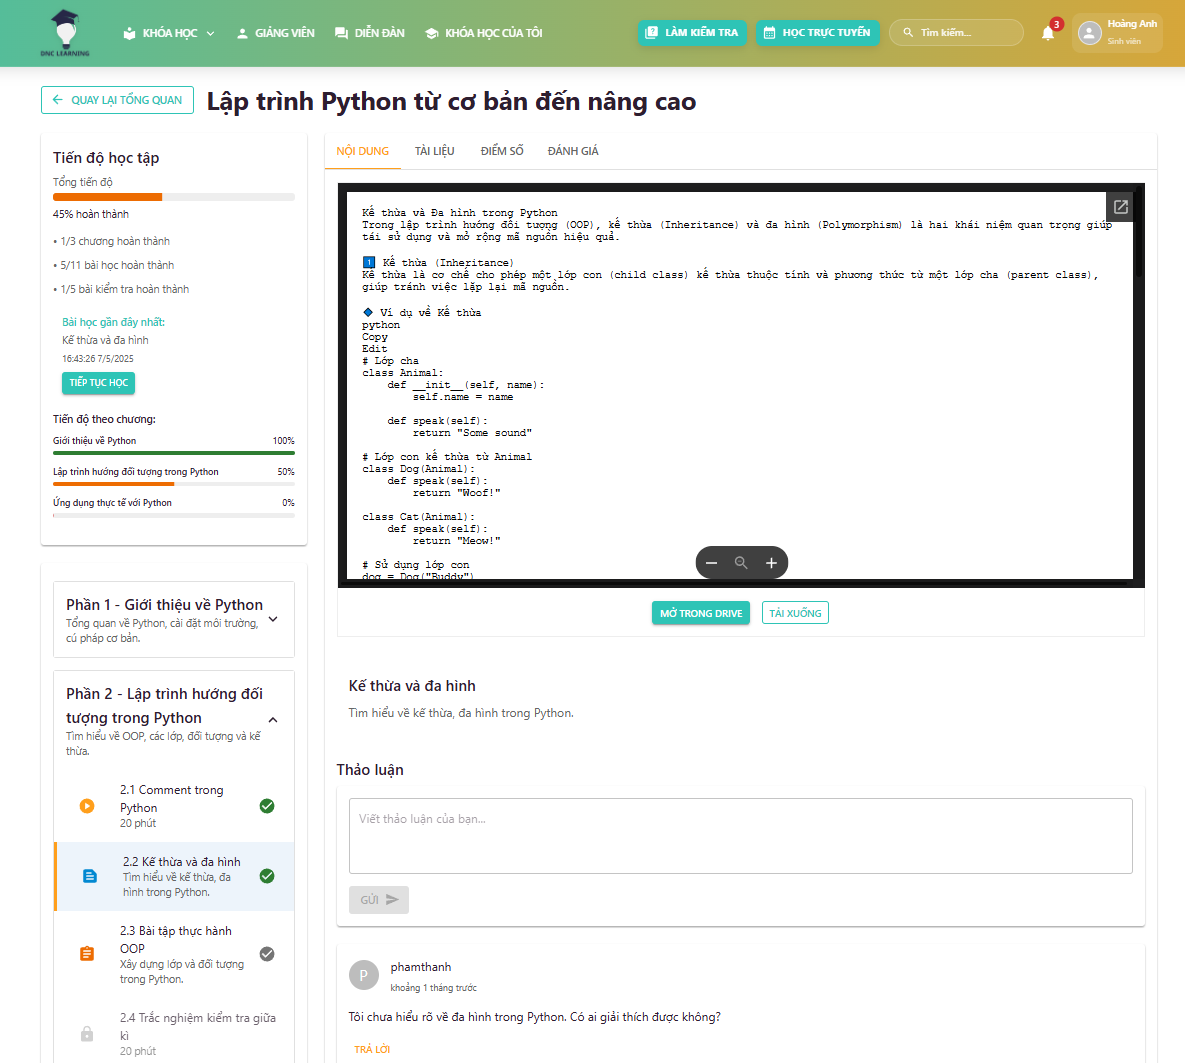 DNC LEARNING
KHÓA HỌC
GIẢNG VIÊN
DIỄN ĐÀN
KHÓA HỌC CỦA TÔI
LÀM KIỂM TRA
HỌC TRỰC TUYẾN
Tìm kiếm...
3
Hoàng Anh
Sinh viên
QUAY LẠI TỔNG QUAN
Lập trình Python từ cơ bản đến nâng cao
Tiến độ học tập
Tổng tiến độ
45% hoàn thành
• 1/3 chương hoàn thành
• 5/11 bài học hoàn thành
• 1/5 bài kiểm tra hoàn thành
Bài học gần đây nhất:
Kế thừa và đa hình
16:43:26 7/5/2025
TIẾP TỤC HỌC
Tiến độ theo chương:
Giới thiệu về Python 100%
Lập trình hướng đối tượng trong Python 50%
Ứng dụng thực tế với Python 0%
Phần 1 - Giới thiệu về Python
Tổng quan về Python, cài đặt môi trường,
cú pháp cơ bản.
Phần 2 - Lập trình hướng đối
tượng trong Python
Tìm hiểu về OOP, các lớp, đối tượng và kế
thừa.
2.1 Comment trong
Python
20 phút
2.2 Kế thừa và đa hình
Tìm hiểu về kế thừa, đa
hình trong Python.
2.3 Bài tập thực hành
OOP
Xây dựng lớp và đối tượng
trong Python.
2.4 Trắc nghiệm kiểm tra giữa
kì
20 phút
NỘI DUNG
TÀI LIỆU
ĐIỂM SỐ
ĐÁNH GIÁ
Kế thừa và Đa hình trong Python
Trong lập trình hướng đối tượng (OOP), kế thừa (Inheritance) và đa hình (Polymorphism) là hai khái niệm quan trọng giúp
tái sử dụng và mở rộng mã nguồn hiệu quả.
1 Kế thừa (Inheritance)
Kế thừa là cơ chế cho phép một lớp con (child class) kế thừa thuộc tính và phương thức từ một lớp cha (parent class),
giúp tránh việc lặp lại mã nguồn.
🔹 Ví dụ về Kế thừa
python
Copy
Edit
# Lớp cha
class Animal:
    def __init__(self, name):
        self.name = name
    def speak(self):
        return "Some sound"
# Lớp con kế thừa từ Animal
class Dog(Animal):
    def speak(self):
        return "Woof!"
class Cat(Animal):
    def speak(self):
        return "Meow!"
# Sử dụng lớp con
dog = Dog("Buddy")
MỞ TRONG DRIVE
TẢI XUỐNG
Kế thừa và đa hình
Tìm hiểu về kế thừa, đa hình trong Python.
Thảo luận
Viết thảo luận của bạn...
GỬI
P
phamthanh
khoảng 1 tháng trước
Tôi chưa hiểu rõ về đa hình trong Python. Có ai giải thích được không?
TRẢ LỜI